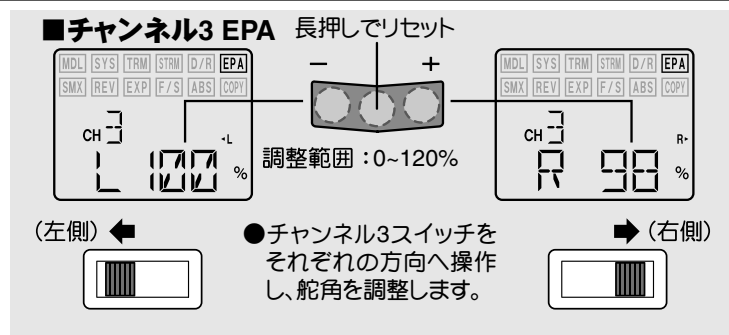 ■チャンネル3 EPA
長押しでリセット
− +
MDL SYS TRM STRM D/R EPA
SMX REV EXP F/S ABS COPY
CH 3
◂L
L 100 %
MDL SYS TRM STRM D/R EPA
SMX REV EXP F/S ABS COPY
CH 3
R▸
R 98 %
調整範囲：0~120%
（左側）
●チャンネル3スイッチを
それぞれの方向へ操作
し、舵角を調整します。
（右側）